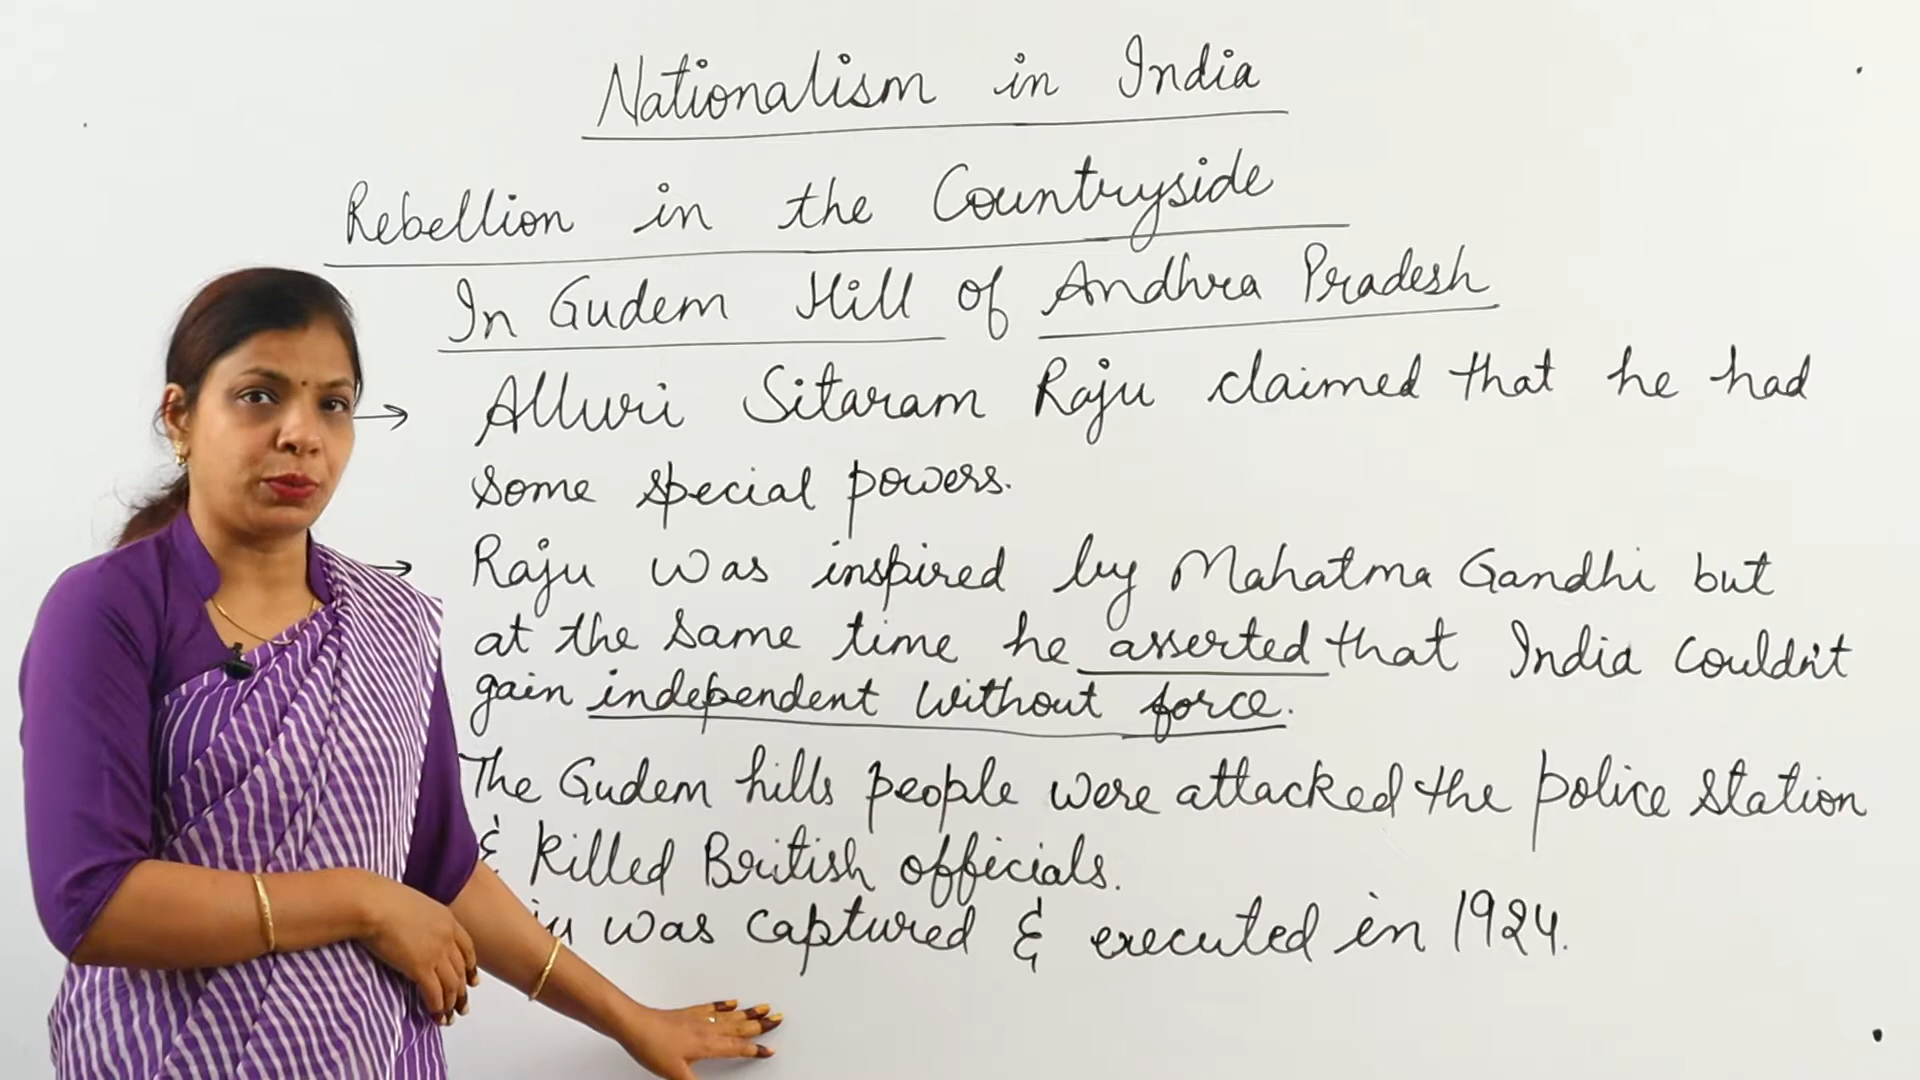 Nationalism in India
Rebellion in the Countryside
In Gudem Hill of Andhra Pradesh
→ Alluri Sitaram Raju claimed that he had
some special powers.
→ Raju was inspired by Mahatma Gandhi but
at the same time he asserted that India couldn't
gain independent without force.
The Gudem hills people were attacked the police station
& killed British officials.
was captured & executed in 1924.